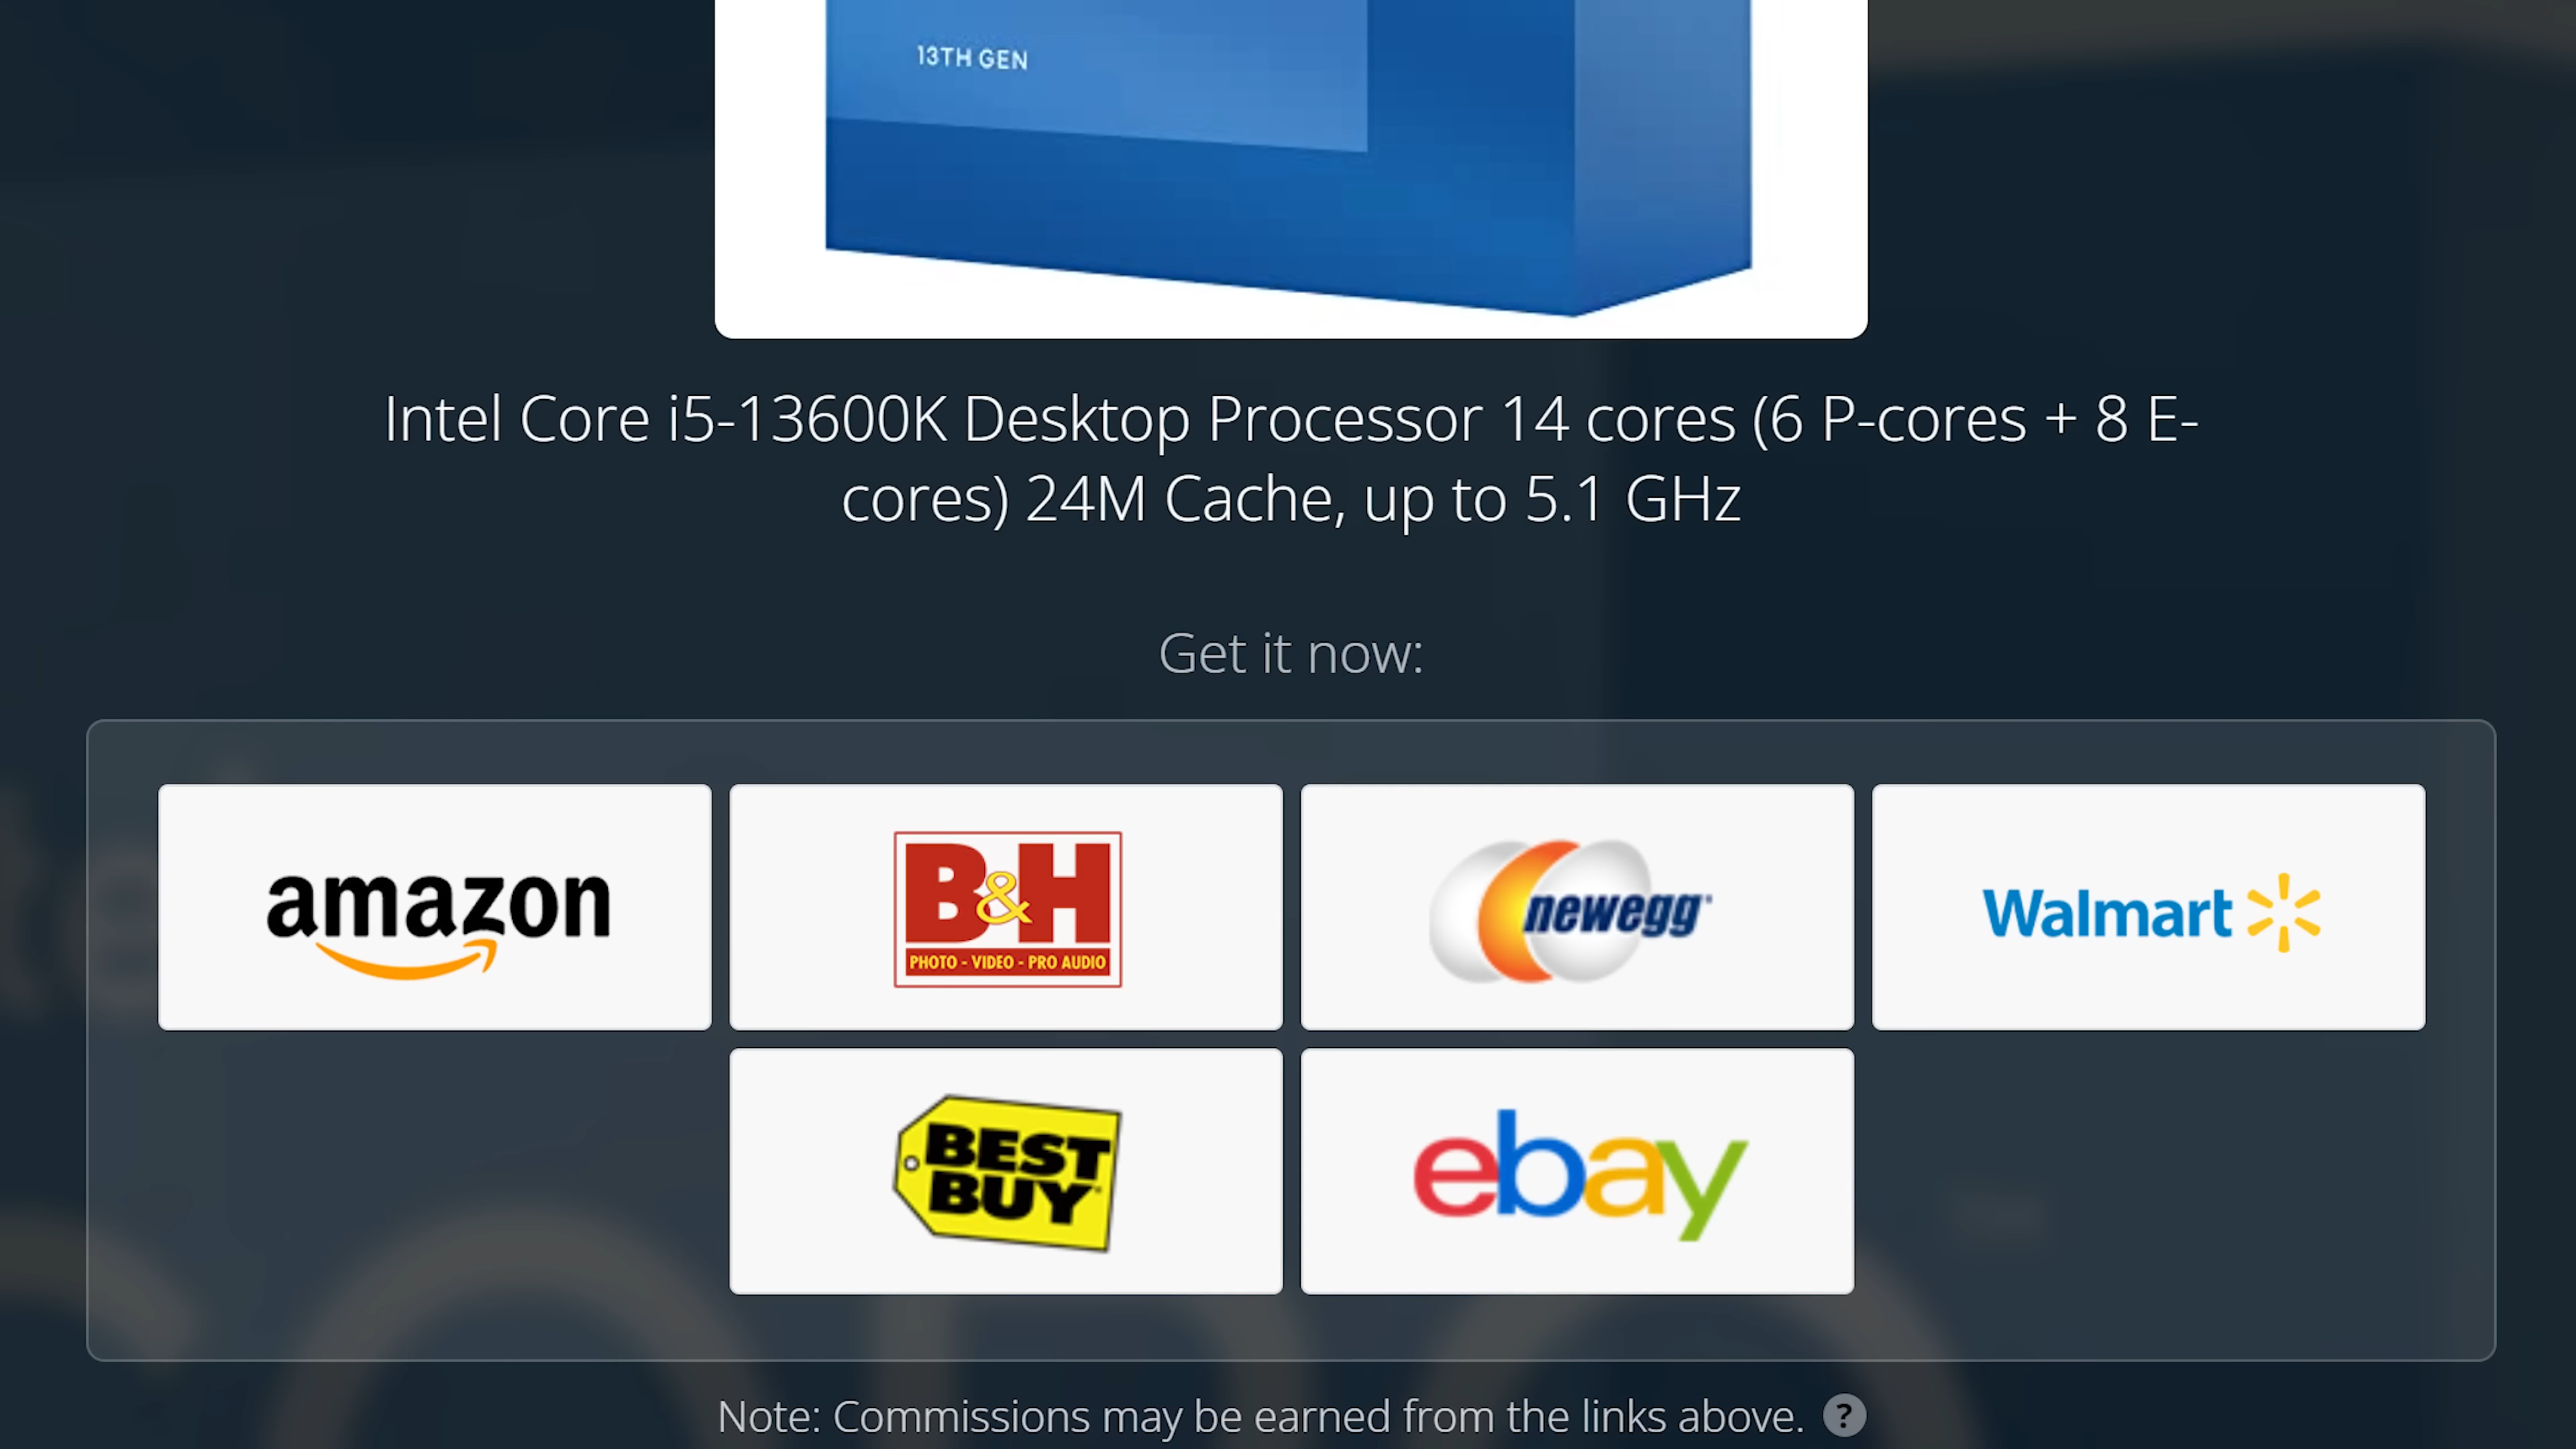 13TH GEN
Intel Core i5-13600K Desktop Processor 14 cores (6 P-cores + 8 E-
cores) 24M Cache, up to 5.1 GHz
Get it now:
amazon
B&H
PHOTO - VIDEO - PRO AUDIO
newegg
Walmart
BEST
BUY
ebay
Note: Commissions may be earned from the links above. ?